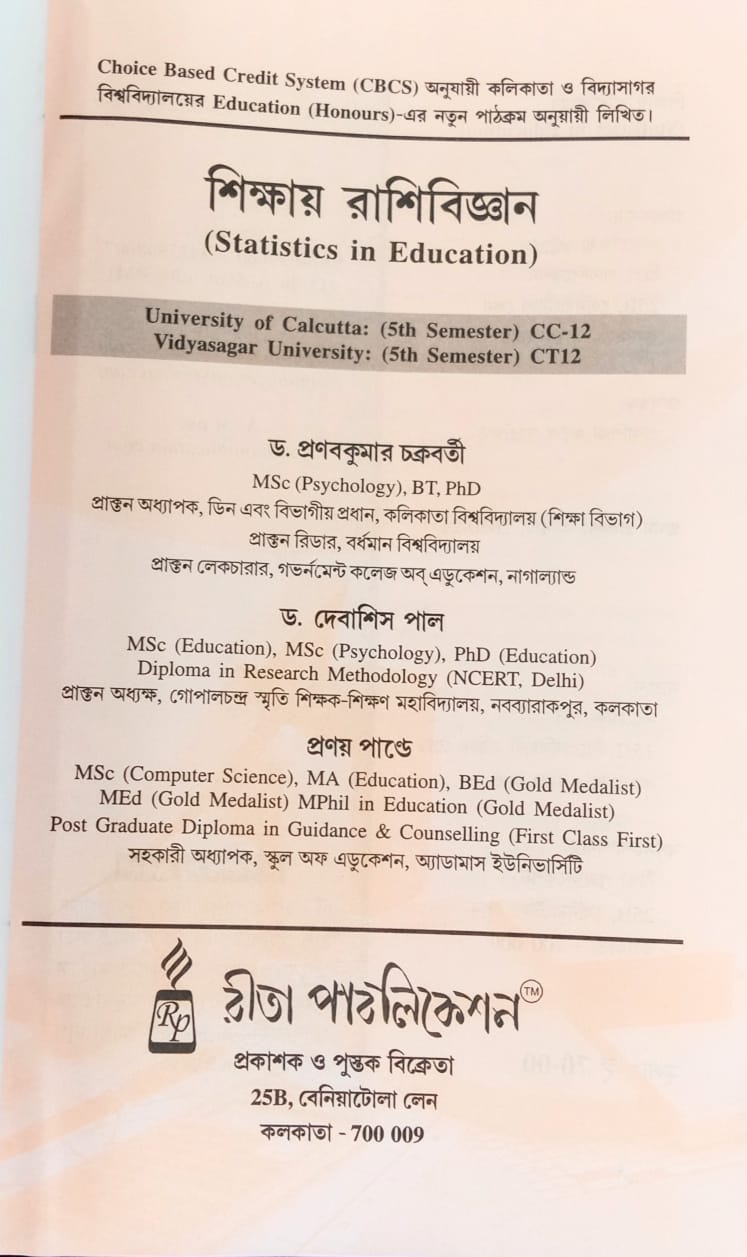 Choice Based Credit System (CBCS) অনুযায়ী কলিকাতা ও বিদ্যাসাগর
বিশ্ববিদ্যালয়ের Education (Honours)-এর নতুন পাঠক্রম অনুয়ায়ী লিখিত।
শিক্ষায় রাশিবিজ্ঞান
(Statistics in Education)
University of Calcutta: (5th Semester) CC-12
Vidyasagar University: (5th Semester) CT12
ড. প্রণবকুমার চক্রবর্তী
MSc (Psychology), BT, PhD
প্রাক্তন অধ্যাপক, ডিন এবং বিভাগীয় প্রধান, কলিকাতা বিশ্ববিদ্যালয় (শিক্ষা বিভাগ)
প্রাক্তন রিডার, বর্ধমান বিশ্ববিদ্যালয়
প্রাক্তন লেকচারার, গভর্নমেন্ট কলেজ অব্ এডুকেশন, নাগাল্যান্ড
ড. দেবাশিস পাল
MSc (Education), MSc (Psychology), PhD (Education)
Diploma in Research Methodology (NCERT, Delhi)
প্রাক্তন অধ্যক্ষ, গোপালচন্দ্র স্মৃতি শিক্ষক-শিক্ষণ মহাবিদ্যালয়, নবব্যারাকপুর, কলকাতা
প্রণয় পান্ডে
MSc (Computer Science), MA (Education), BEd (Gold Medalist)
MEd (Gold Medalist) MPhil in Education (Gold Medalist)
Post Graduate Diploma in Guidance & Counselling (First Class First)
সহকারী অধ্যাপক, স্কুল অফ এডুকেশন, অ্যাডামাস ইউনিভার্সিটি
Rp রীতা পাবলিকেশন TM
প্রকাশক ও পুস্তক বিক্রেতা
25B, বেনিয়াটোলা লেন
কলকাতা - 700 009